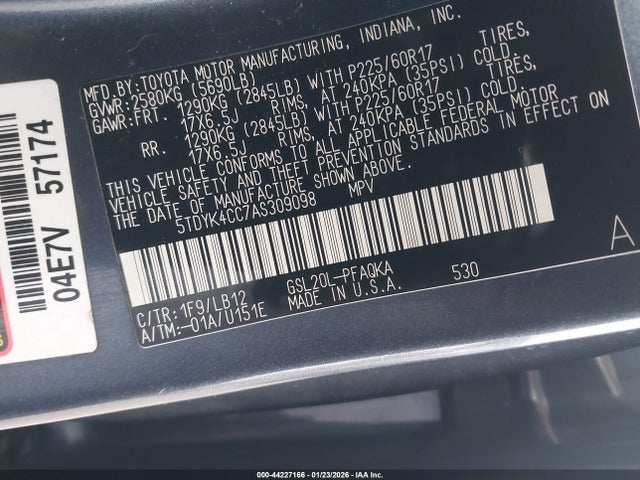 MFD.BY:TOYOTA MOTOR MANUFACTURING, INDIANA, INC.
GVWR:2580KG (5690LB)
GAWR:FRT. 1290KG (2845LB) WITH P225/60R17 TIRES,
17X6.5J RIMS, AT 240KPA (35PSI) COLD.
RR. 1290KG (2845LB) WITH P225/60R17 TIRES,
17X6.5J RIMS, AT 240KPA (35PSI) COLD.
THIS VEHICLE CONFORMS TO ALL APPLICABLE FEDERAL MOTOR
VEHICLE SAFETY AND THEFT PREVENTION STANDARDS IN EFFECT ON
THE DATE OF MANUFACTURE SHOWN ABOVE.
5TDYK4CC7AS309098 MPV
C/TR:1F9/LB12 GSL20L-PFAQKA 530
A/TM:-01A/U151E MADE IN U.S.A.
A
04E7V 57174
000-44227166 - 01/23/2026 - IAA Inc.